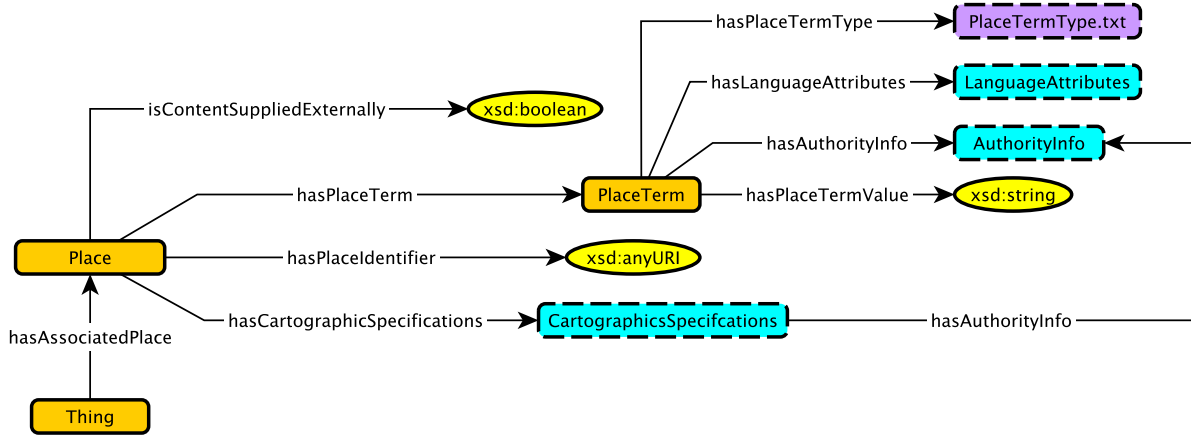 hasPlaceTermType
PlaceTermType.txt
hasLanguageAttributes
LanguageAttributes
isContentSuppliedExternally
xsd:boolean
hasAuthorityInfo
AuthorityInfo
hasPlaceTerm
PlaceTerm
hasPlaceTermValue
xsd:string
Place
hasPlaceIdentifier
xsd:anyURI
hasCartographicSpecifications
CartographicsSpecifcations
hasAuthorityInfo
hasAssociatedPlace
Thing